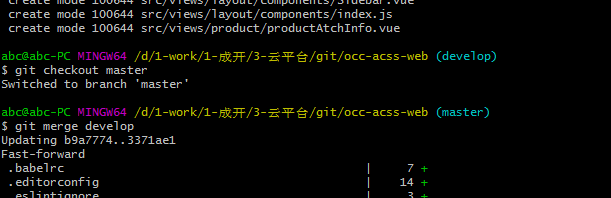 create mode 100644 src/views/layout/components/Sidebar.vue
create mode 100644 src/views/layout/components/index.js
create mode 100644 src/views/product/productAtchInfo.vue
abc@abc-PC MINGW64 /d/1-work/1-成开/3-云平台/git/occ-acss-web (develop)
$ git checkout master
Switched to branch 'master'
abc@abc-PC MINGW64 /d/1-work/1-成开/3-云平台/git/occ-acss-web (master)
$ git merge develop
Updating b9a7774..3371ae1
Fast-forward
.babelrc | 7 +
.editorconfig | 14 +
.eslintignore | 3 +